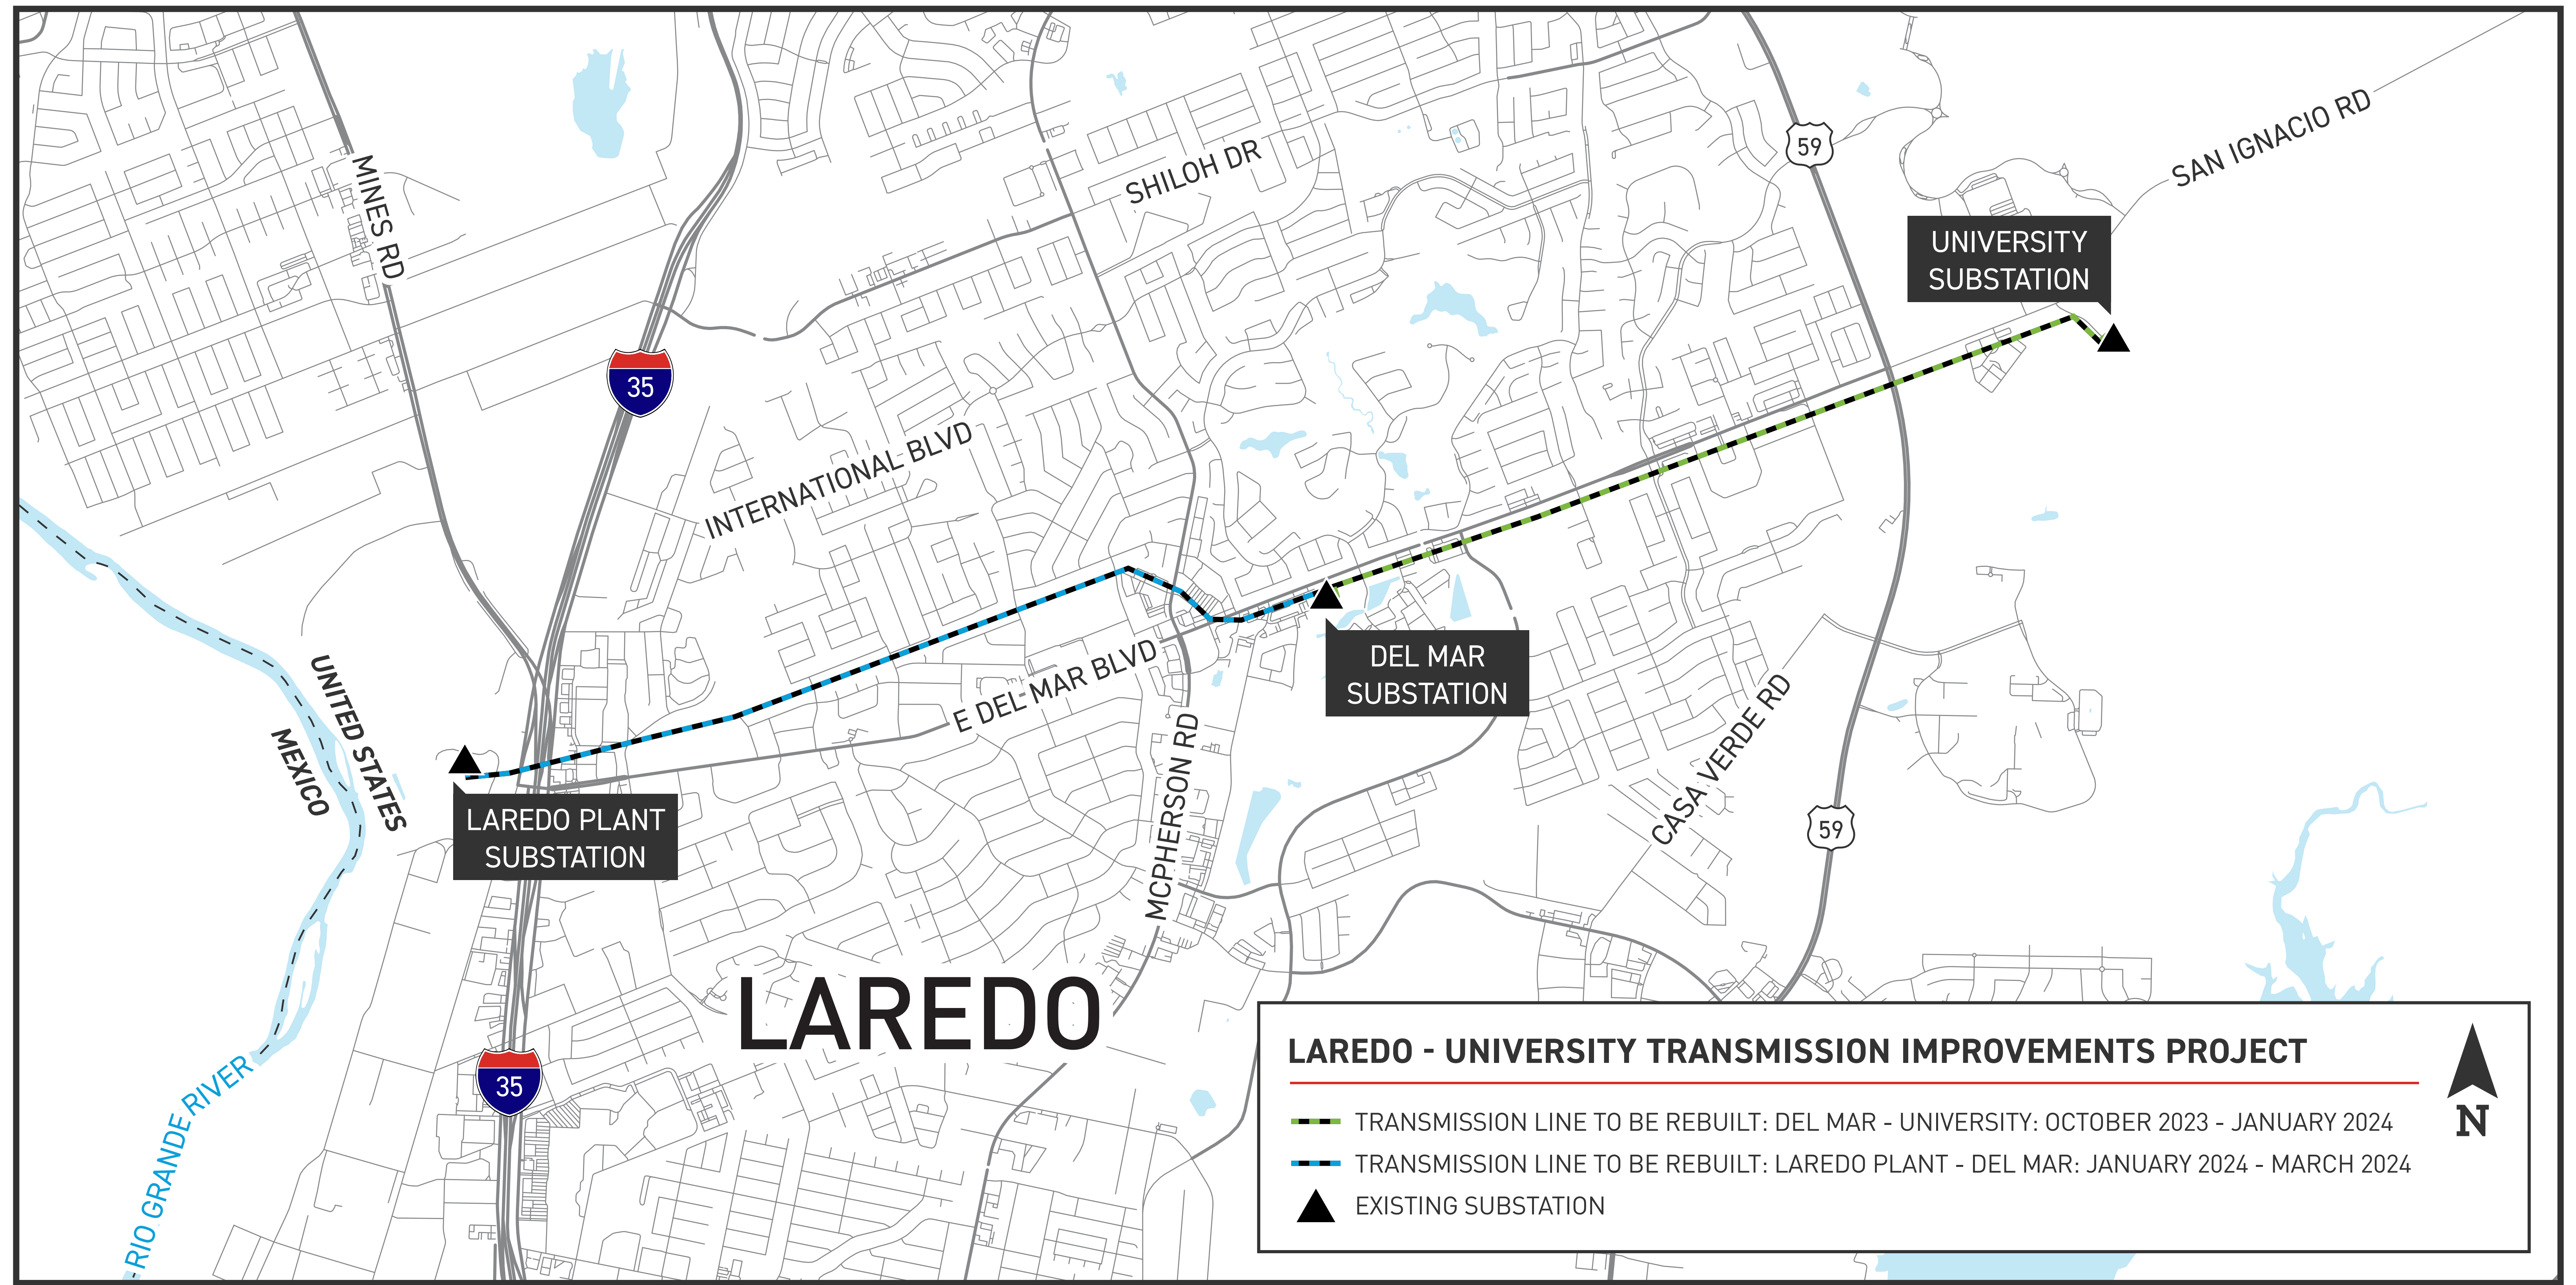 MINES RD
SHILOH DR
59
SAN IGNACIO RD
UNIVERSITY
SUBSTATION
35
INTERNATIONAL BLVD
E DEL MAR BLVD
DEL MAR
SUBSTATION
UNITED STATES
MEXICO
MCPHERSON RD
CASA VERDE RD
59
LAREDO PLANT
SUBSTATION
LAREDO
35
RIO GRANDE RIVER
LAREDO - UNIVERSITY TRANSMISSION IMPROVEMENTS PROJECT
TRANSMISSION LINE TO BE REBUILT: DEL MAR - UNIVERSITY: OCTOBER 2023 - JANUARY 2024
TRANSMISSION LINE TO BE REBUILT: LAREDO PLANT - DEL MAR: JANUARY 2024 - MARCH 2024
EXISTING SUBSTATION
N